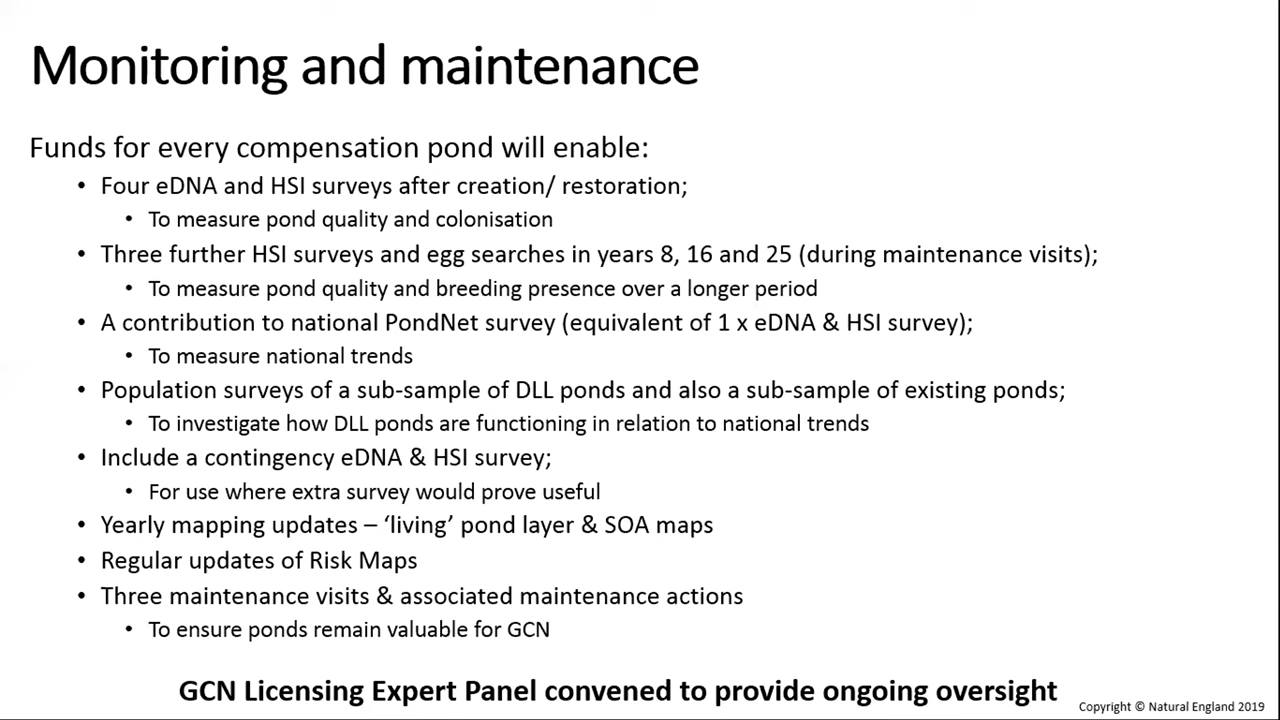 Monitoring and maintenance
Funds for every compensation pond will enable:
• Four eDNA and HSI surveys after creation/ restoration;
• To measure pond quality and colonisation
• Three further HSI surveys and egg searches in years 8, 16 and 25 (during maintenance visits);
• To measure pond quality and breeding presence over a longer period
• A contribution to national PondNet survey (equivalent of 1 x eDNA & HSI survey);
• To measure national trends
• Population surveys of a sub-sample of DLL ponds and also a sub-sample of existing ponds;
• To investigate how DLL ponds are functioning in relation to national trends
• Include a contingency eDNA & HSI survey;
• For use where extra survey would prove useful
• Yearly mapping updates – ‘living’ pond layer & SOA maps
• Regular updates of Risk Maps
• Three maintenance visits & associated maintenance actions
• To ensure ponds remain valuable for GCN
GCN Licensing Expert Panel convened to provide ongoing oversight
Copyright © Natural England 2019